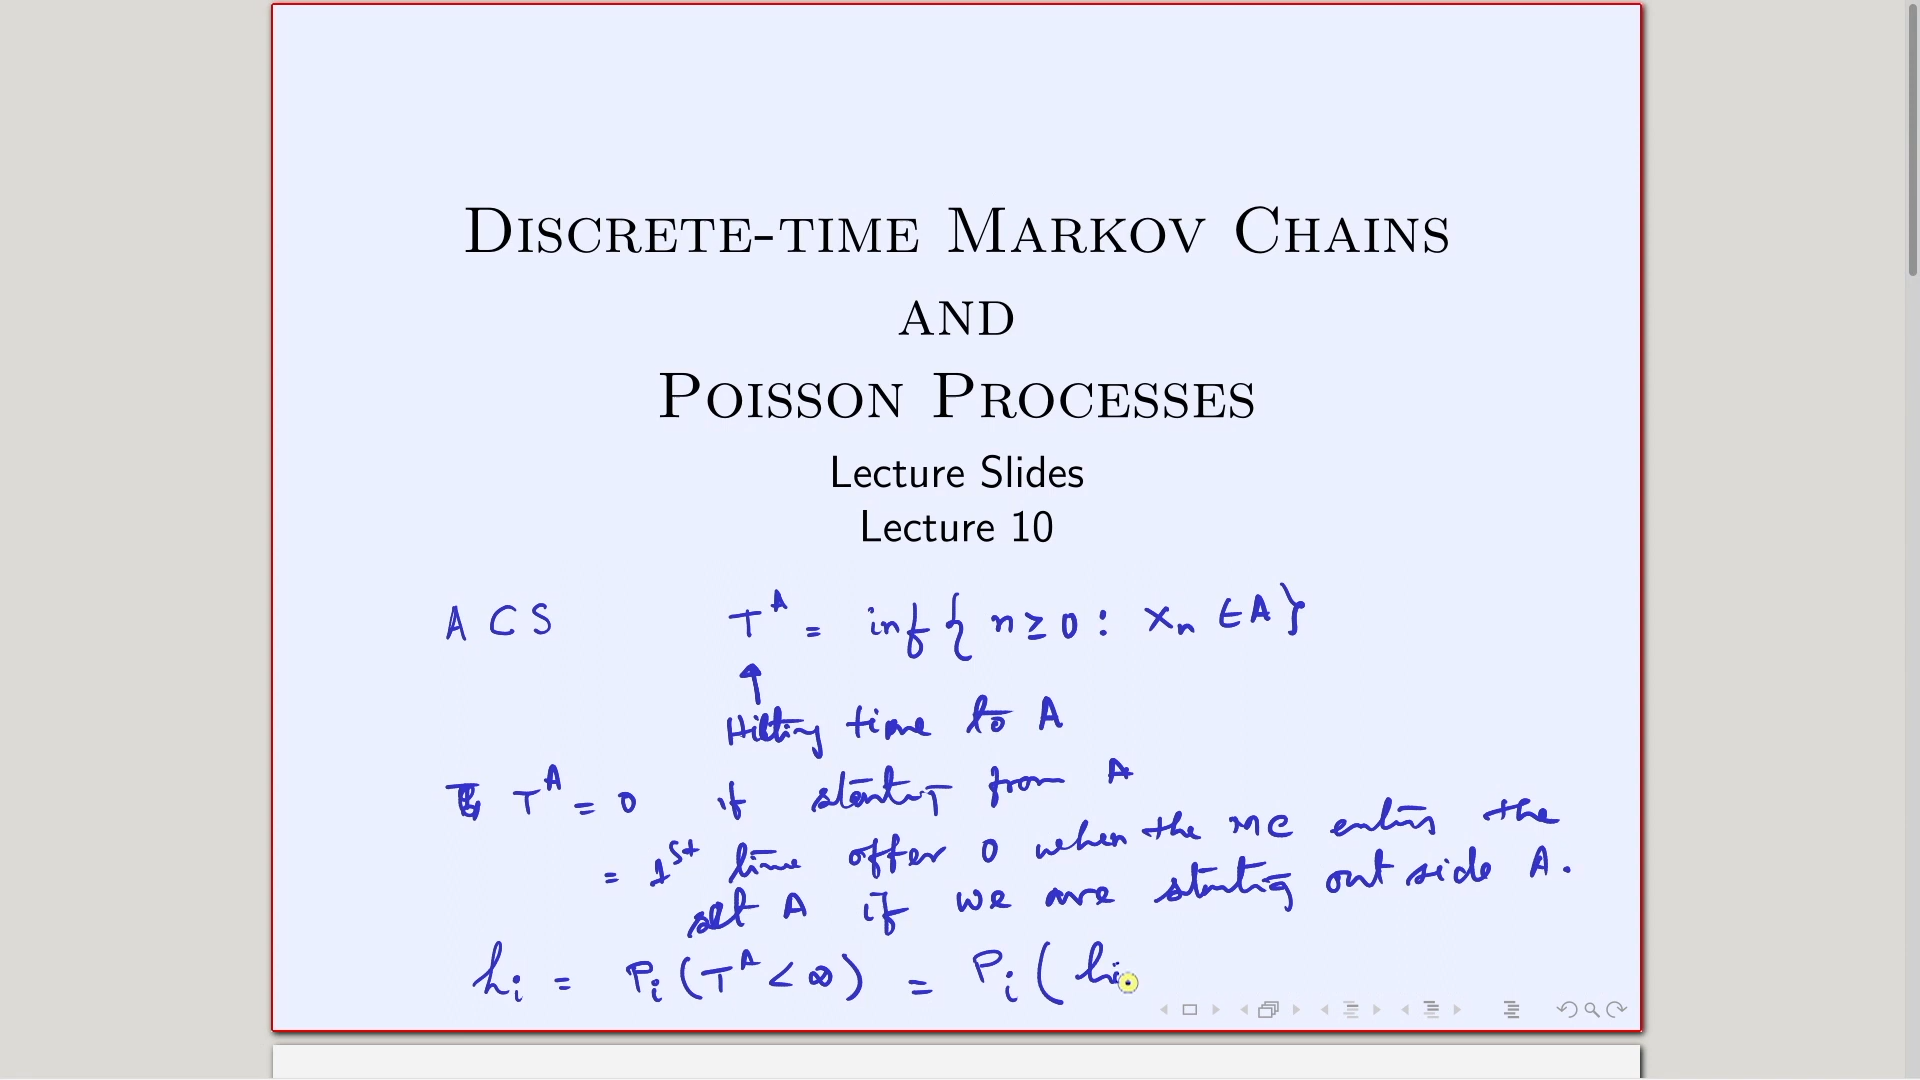 DISCRETE-TIME MARKOV CHAINS
AND
POISSON PROCESSES
Lecture Slides
Lecture 10
A ⊂ S T^A = inf { n ≥ 0 : X_n ∈ A }
Hitting time to A
T^A = 0 if starting from A
= 1st time after 0 when the MC enters the
set A if we are starting outside A.
h_i = P_i (T^A < ∞) = P_i ( hi